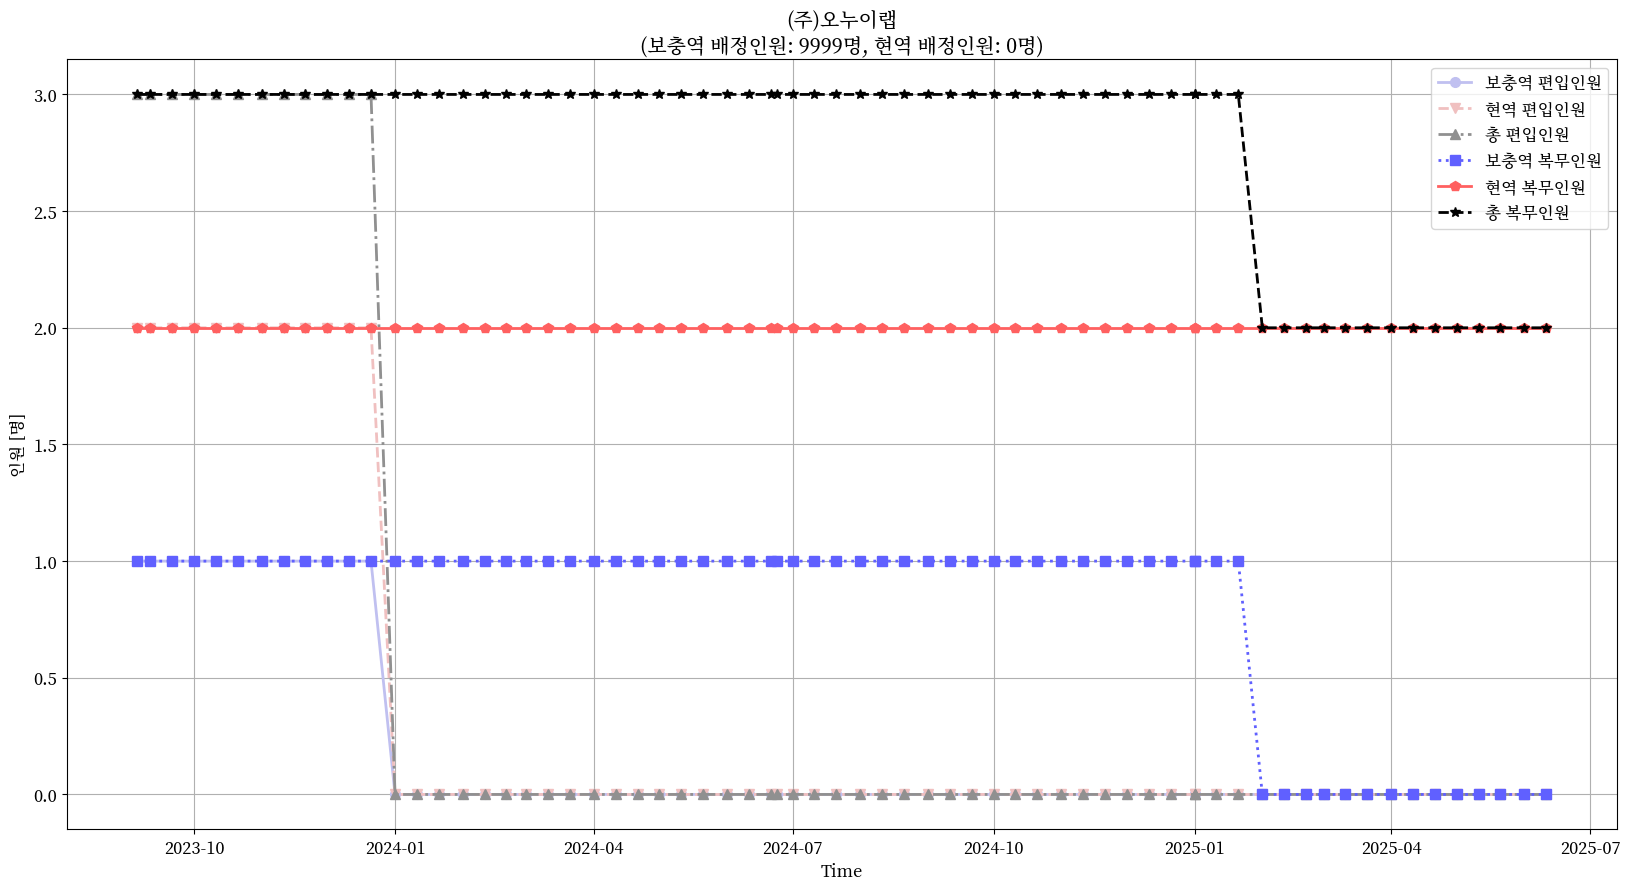 (주)오누이랩
(보충역 배정인원: 9999명, 현역 배정인원: 0명)
보충역 편입인원
현역 편입인원
총 편입인원
보충역 복무인원
현역 복무인원
총 복무인원
인원 [명]
3.0
2.5
2.0
1.5
1.0
0.5
0.0
2023-10 2024-01 2024-04 2024-07 2024-10 2025-01 2025-04 2025-07
Time